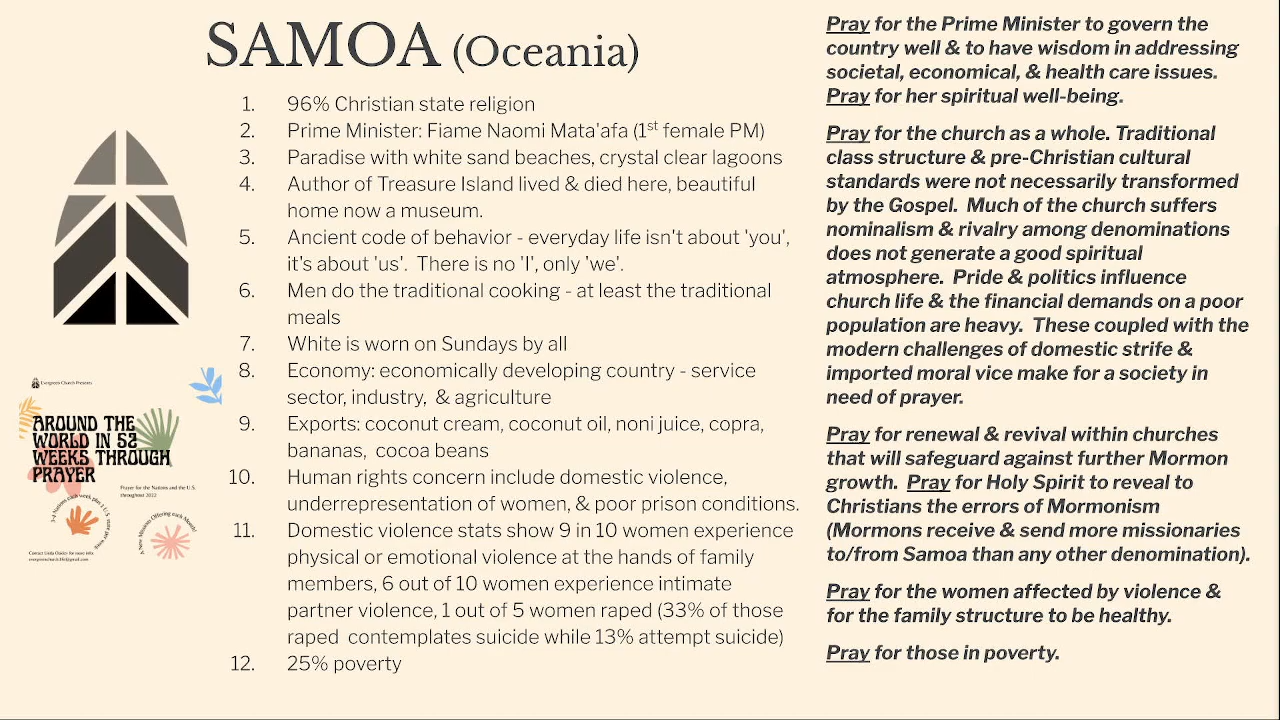 SAMOA (Oceania)
1. 96% Christian state religion
2. Prime Minister: Fiame Naomi Mata'afa (1st female PM)
3. Paradise with white sand beaches, crystal clear lagoons
4. Author of Treasure Island lived & died here, beautiful
home now a museum.
5. Ancient code of behavior - everyday life isn't about 'you',
it's about 'us'. There is no 'I', only 'we'.
6. Men do the traditional cooking - at least the traditional
meals
7. White is worn on Sundays by all
8. Economy: economically developing country - service
sector, industry, & agriculture
9. Exports: coconut cream, coconut oil, noni juice, copra,
bananas, cocoa beans
10. Human rights concern include domestic violence,
underrepresentation of women, & poor prison conditions.
11. Domestic violence stats show 9 in 10 women experience
physical or emotional violence at the hands of family
members, 6 out of 10 women experience intimate
partner violence, 1 out of 5 women raped (33% of those
raped contemplates suicide while 13% attempt suicide)
12. 25% poverty
Pray for the Prime Minister to govern the
country well & to have wisdom in addressing
societal, economical, & health care issues.
Pray for her spiritual well-being.
Pray for the church as a whole. Traditional
class structure & pre-Christian cultural
standards were not necessarily transformed
by the Gospel. Much of the church suffers
nominalism & rivalry among denominations
does not generate a good spiritual
atmosphere. Pride & politics influence
church life & the financial demands on a poor
population are heavy. These coupled with the
modern challenges of domestic strife &
imported moral vice make for a society in
need of prayer.
Pray for renewal & revival within churches
that will safeguard against further Mormon
growth. Pray for Holy Spirit to reveal to
Christians the errors of Mormonism
(Mormons receive & send more missionaries
to/from Samoa than any other denomination).
Pray for the women affected by violence &
for the family structure to be healthy.
Pray for those in poverty.
Evergreen Church Presents
AROUND THE
WORLD IN 52
WEEKS THROUGH
PRAYER
Prayer for the Nations and the U.S.
throughout 2022
A New Missions Offering each Month!